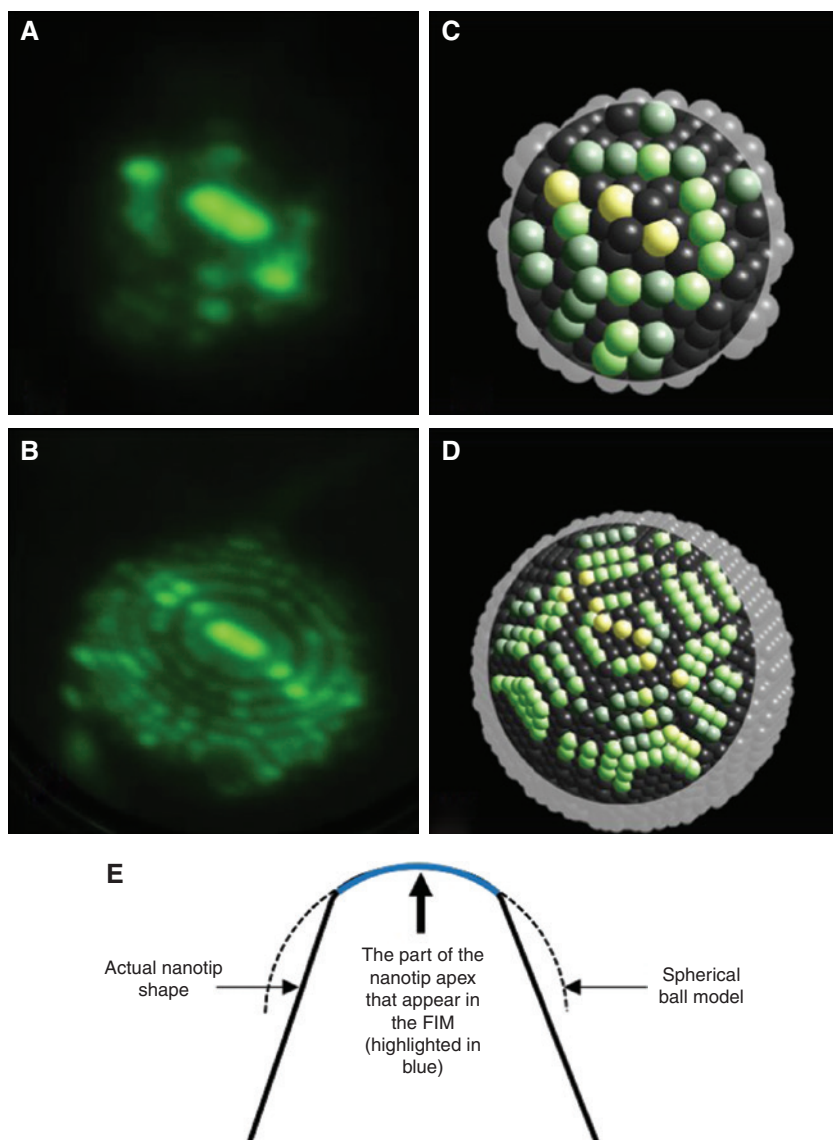 A
C
B
D
E
Actual nanotip
shape
The part of the
nanotip apex
that appear in
the FIM
(highlighted in
blue)
Spherical
ball model